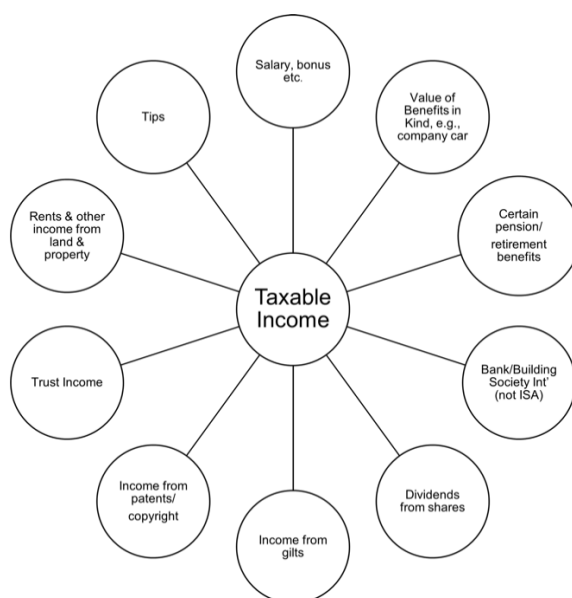 Salary, bonus
etc.
Value of
Benefits in
Kind, e.g.,
company car
Certain
pension/
retirement
benefits
Bank/Building
Society Int’
(not ISA)
Dividends
from shares
Income from
gilts
Income from
patents/
copyright
Trust Income
Rents & other
income from
land &
property
Tips
Taxable
Income